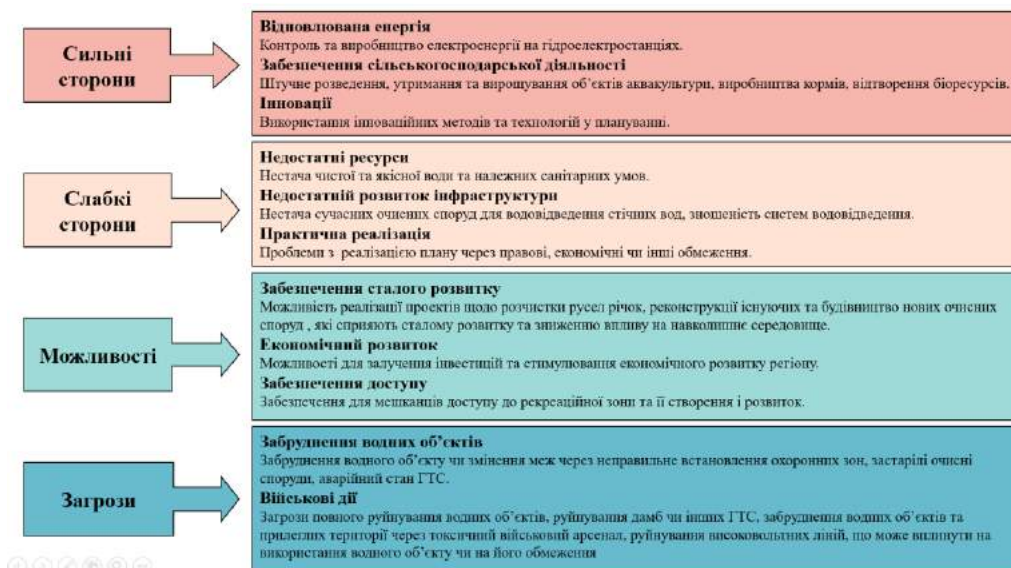 Сильні
сторони
Відновлювана енергія
Контроль та виробництво електроенергії на гідроелектростанціях.
Забезпечення сільськогосподарської діяльності
Штучне розведення, утримання та вирощування об’єктів аквакультури, виробництва кормів, відтворення біоресурсів.
Інновації
Використання інноваційних методів та технологій у плануванні.
Слабкі
сторони
Недостатні ресурси
Нестача чистої та якісної води та належних санітарних умов.
Недостатній розвиток інфраструктури
Нестача сучасних очисних споруд для водовідведення стічних вод, зношеність систем водовідведення.
Практична реалізація
Проблеми з реалізацією плану через правові, економічні чи інші обмеження.
Можливості
Забезпечення сталого розвитку
Можливість реалізації проектів щодо розчистки русел річок, реконструкції існуючих та будівництво нових очисних
споруд , які сприяють сталому розвитку та зниженню впливу на навколишнє середовище.
Економічний розвиток
Можливості для залучення інвестицій та стимулювання економічного розвитку регіону.
Забезпечення доступу
Забезпечення для мешканців доступу до рекреаційної зони та її створення і розвиток.
Загрози
Забруднення водних об’єктів
Забруднення водного об’єкту чи змінення меж через неправильне встановлення охоронних зон, застарілі очисні
споруди, аварійний стан ГТС.
Військові дії
Загрози повного руйнування водних об’єктів, руйнування дамб чи інших ГТС, забруднення водних об’єктів та
прилеглих території через токсичний військовий арсенал, руйнування високовольтних ліній, що може вплинути на
використання водного об’єкту чи на його обмеження